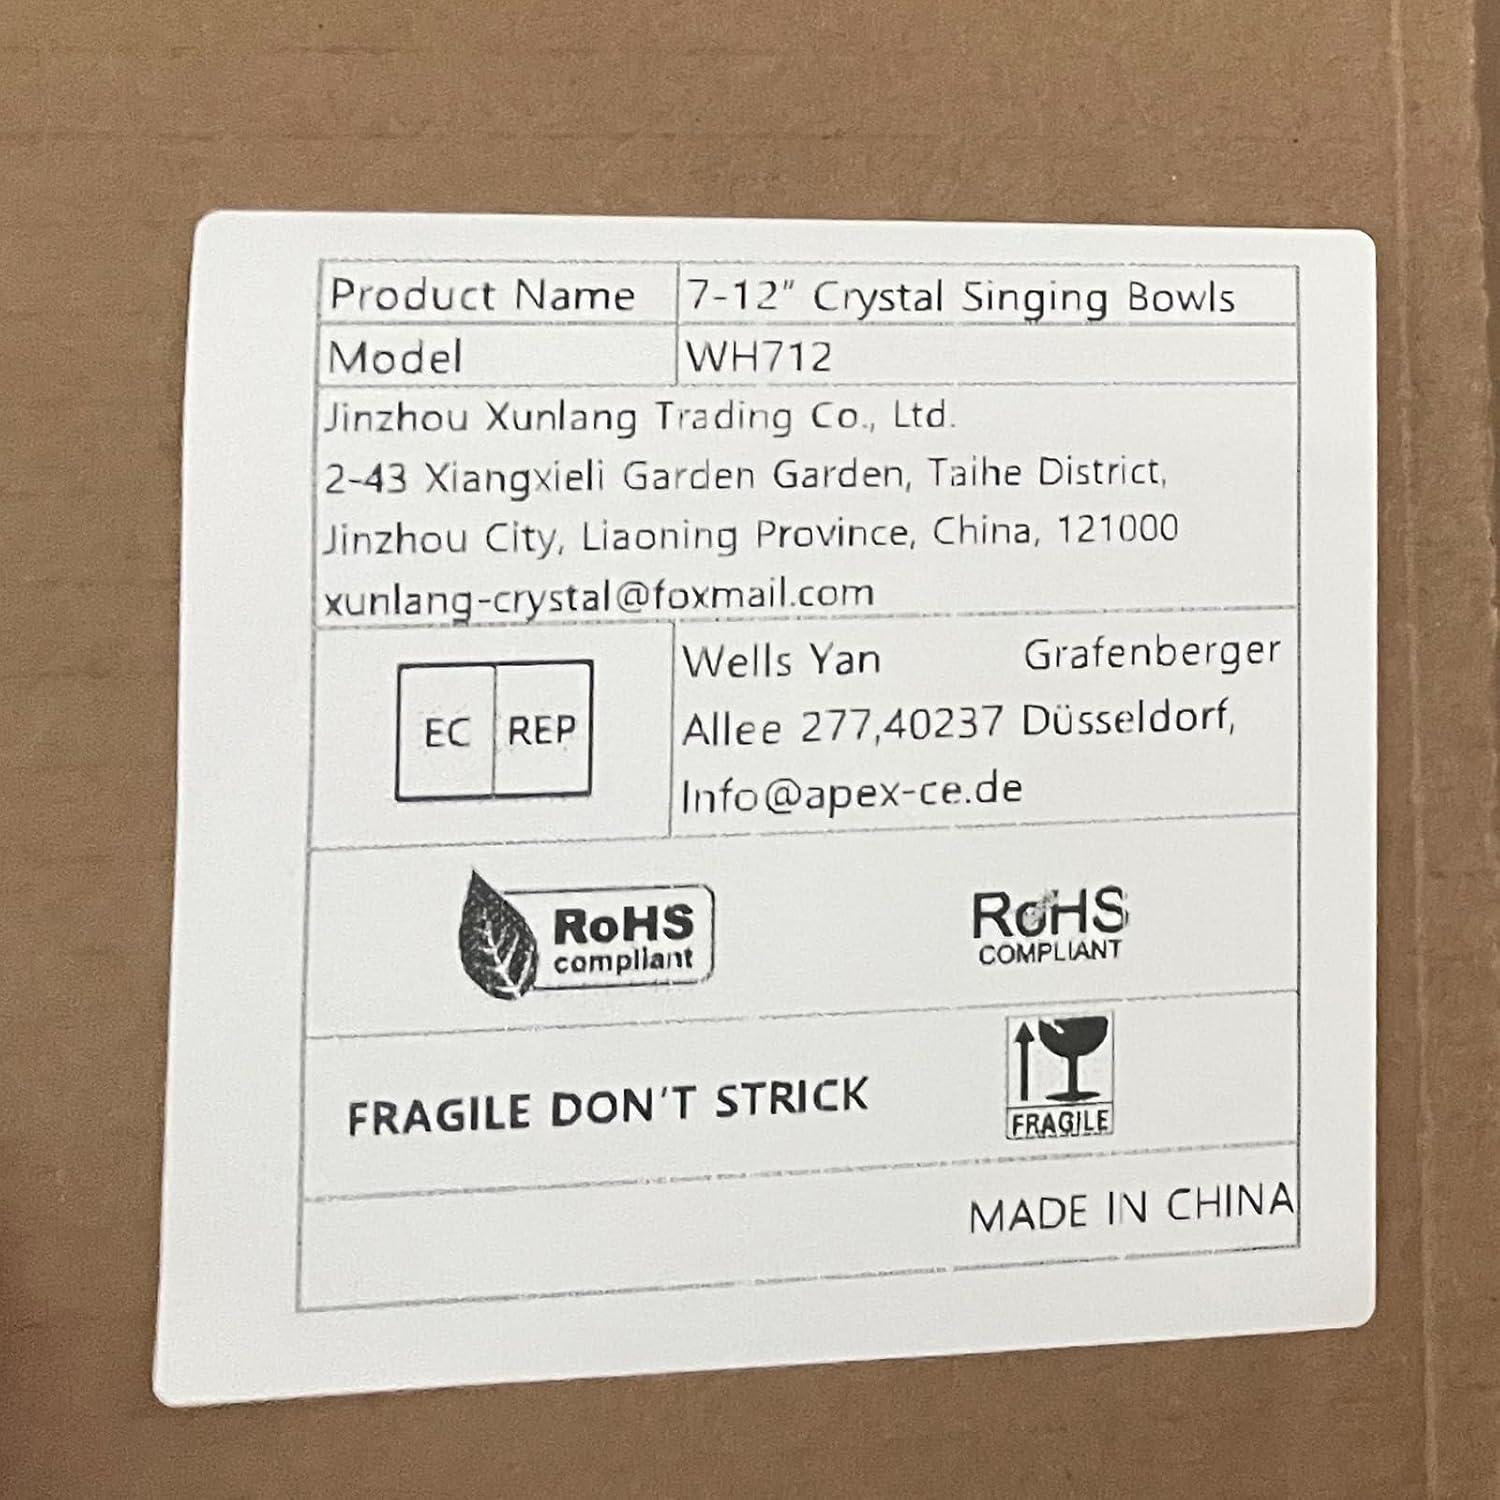 Product Name 7-12" Crystal Singing Bowls
Model WH712
Jinzhou Xunlang Trading Co., Ltd.
2-43 Xiangxieli Garden Garden, Taihe District,
Jinzhou City, Liaoning Province, China, 121000
xunlang-crystal@foxmail.com
EC REP
Wells Yan Grafenberger
Allee 277,40237 Düsseldorf,
Info@apex-ce.de
RoHS
compliant
RoHS
COMPLIANT
FRAGILE DON'T STRICK
FRAGILE
MADE IN CHINA